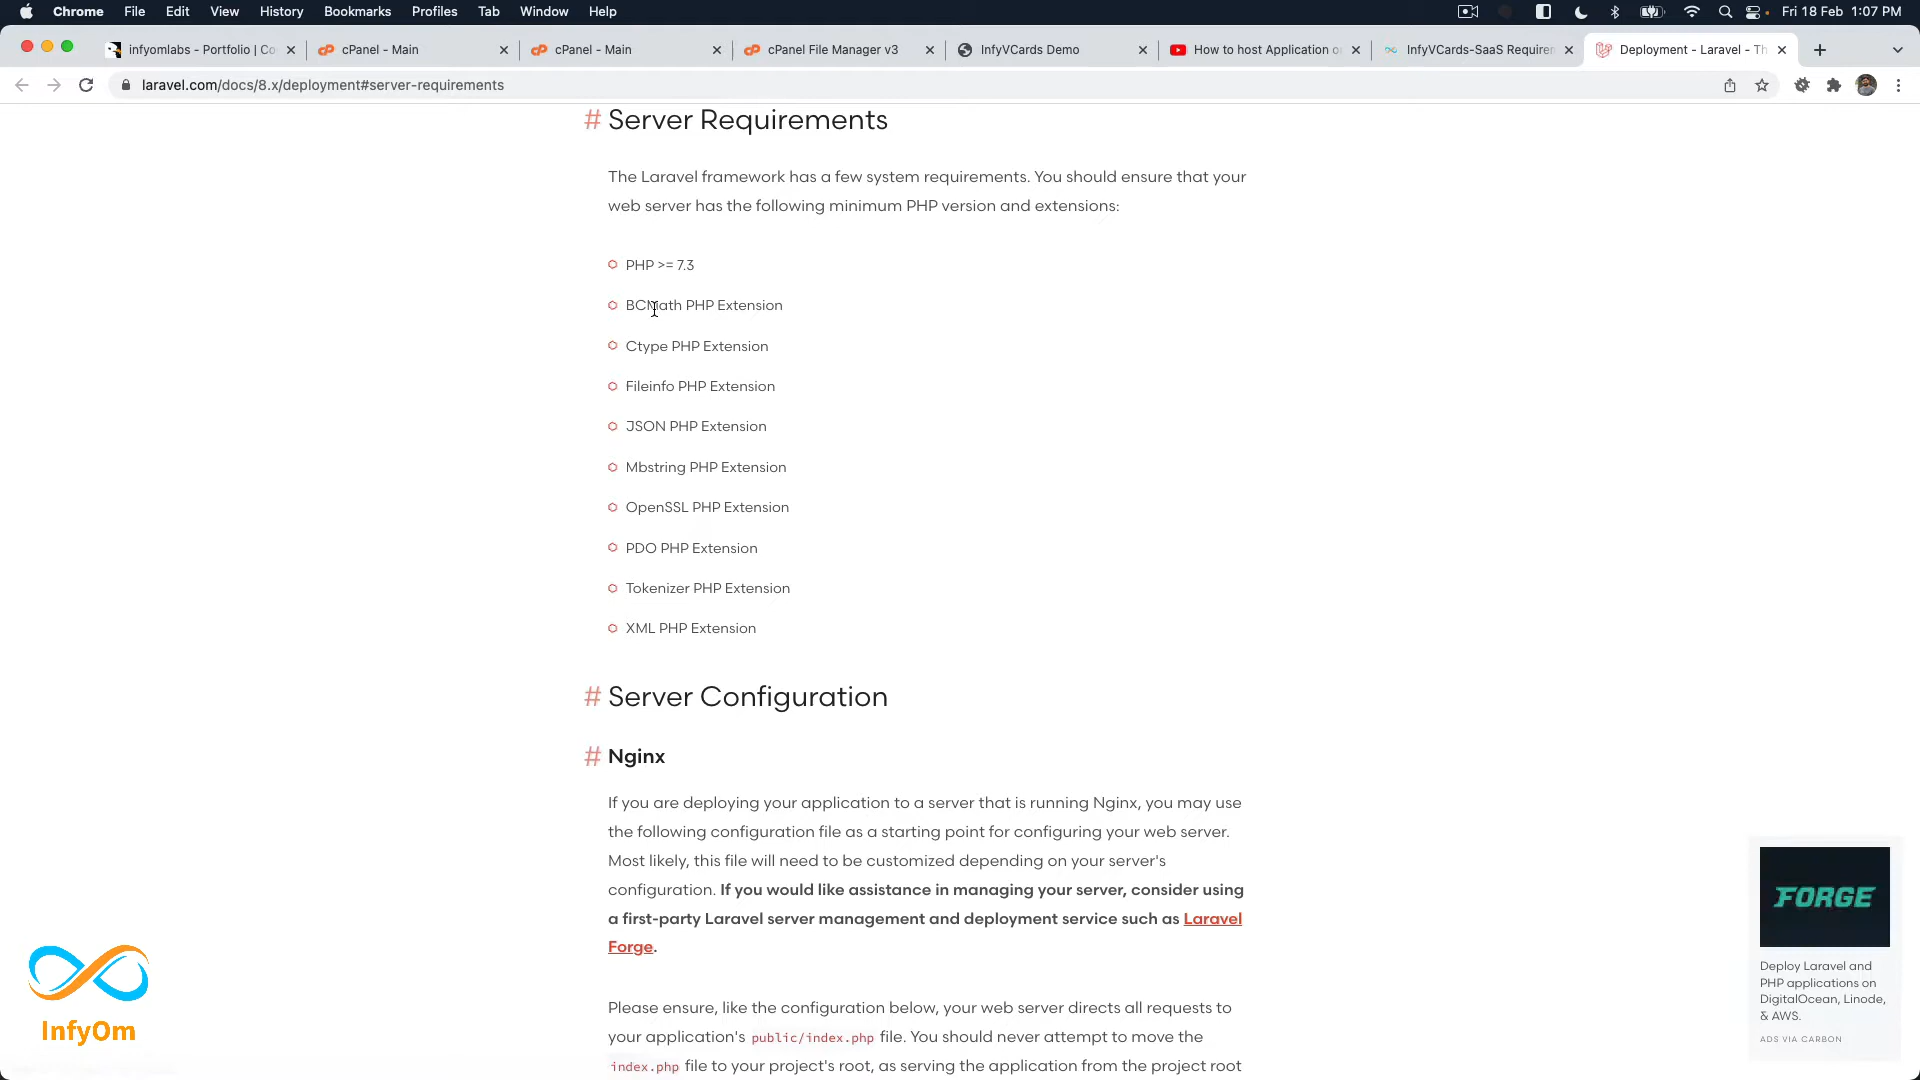 Chrome File Edit View History Bookmarks Profiles Tab Window Help Fri 18 Feb 1:07 PM
infyomlabs - Portfolio | Co cPanel - Main cPanel - Main cPanel File Manager v3 InfyVCards Demo How to host Application o InfyVCards-SaaS Requiren Deployment - Laravel - Th
laravel.com/docs/8.x/deployment#server-requirements
# Server Requirements
The Laravel framework has a few system requirements. You should ensure that your
web server has the following minimum PHP version and extensions:
PHP >= 7.3
BCMath PHP Extension
Ctype PHP Extension
Fileinfo PHP Extension
JSON PHP Extension
Mbstring PHP Extension
OpenSSL PHP Extension
PDO PHP Extension
Tokenizer PHP Extension
XML PHP Extension
# Server Configuration
# Nginx
If you are deploying your application to a server that is running Nginx, you may use
the following configuration file as a starting point for configuring your web server.
Most likely, this file will need to be customized depending on your server's
configuration. If you would like assistance in managing your server, consider using
a first-party Laravel server management and deployment service such as Laravel
Forge.
Please ensure, like the configuration below, your web server directs all requests to
your application's public/index.php file. You should never attempt to move the
index.php file to your project's root, as serving the application from the project root
FORGE
Deploy Laravel and
PHP applications on
DigitalOcean, Linode,
& AWS.
ADS VIA CARBON
InfyOm